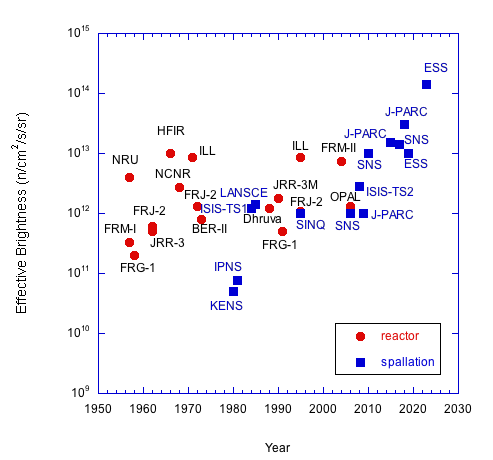 10^15
10^14
10^13
10^12
10^11
10^10
10^9
Effective Brightness (n/cm^2/s/sr)
ESS
J-PARC
HFIR
J-PARC
SNS
ILL
ILL
FRM-II
NRU
SNS
ESS
NCNR
JRR-3M
FRJ-2
LANSCE
OPAL
ISIS-TS2
FRJ-2
FRJ-2
ISIS-TS1
Dhruva
J-PARC
FRM-I
BER-II
SINQ
SNS
JRR-3
FRG-1
FRG-1
IPNS
KENS
reactor
spallation
1950 1960 1970 1980 1990 2000 2010 2020 2030
Year